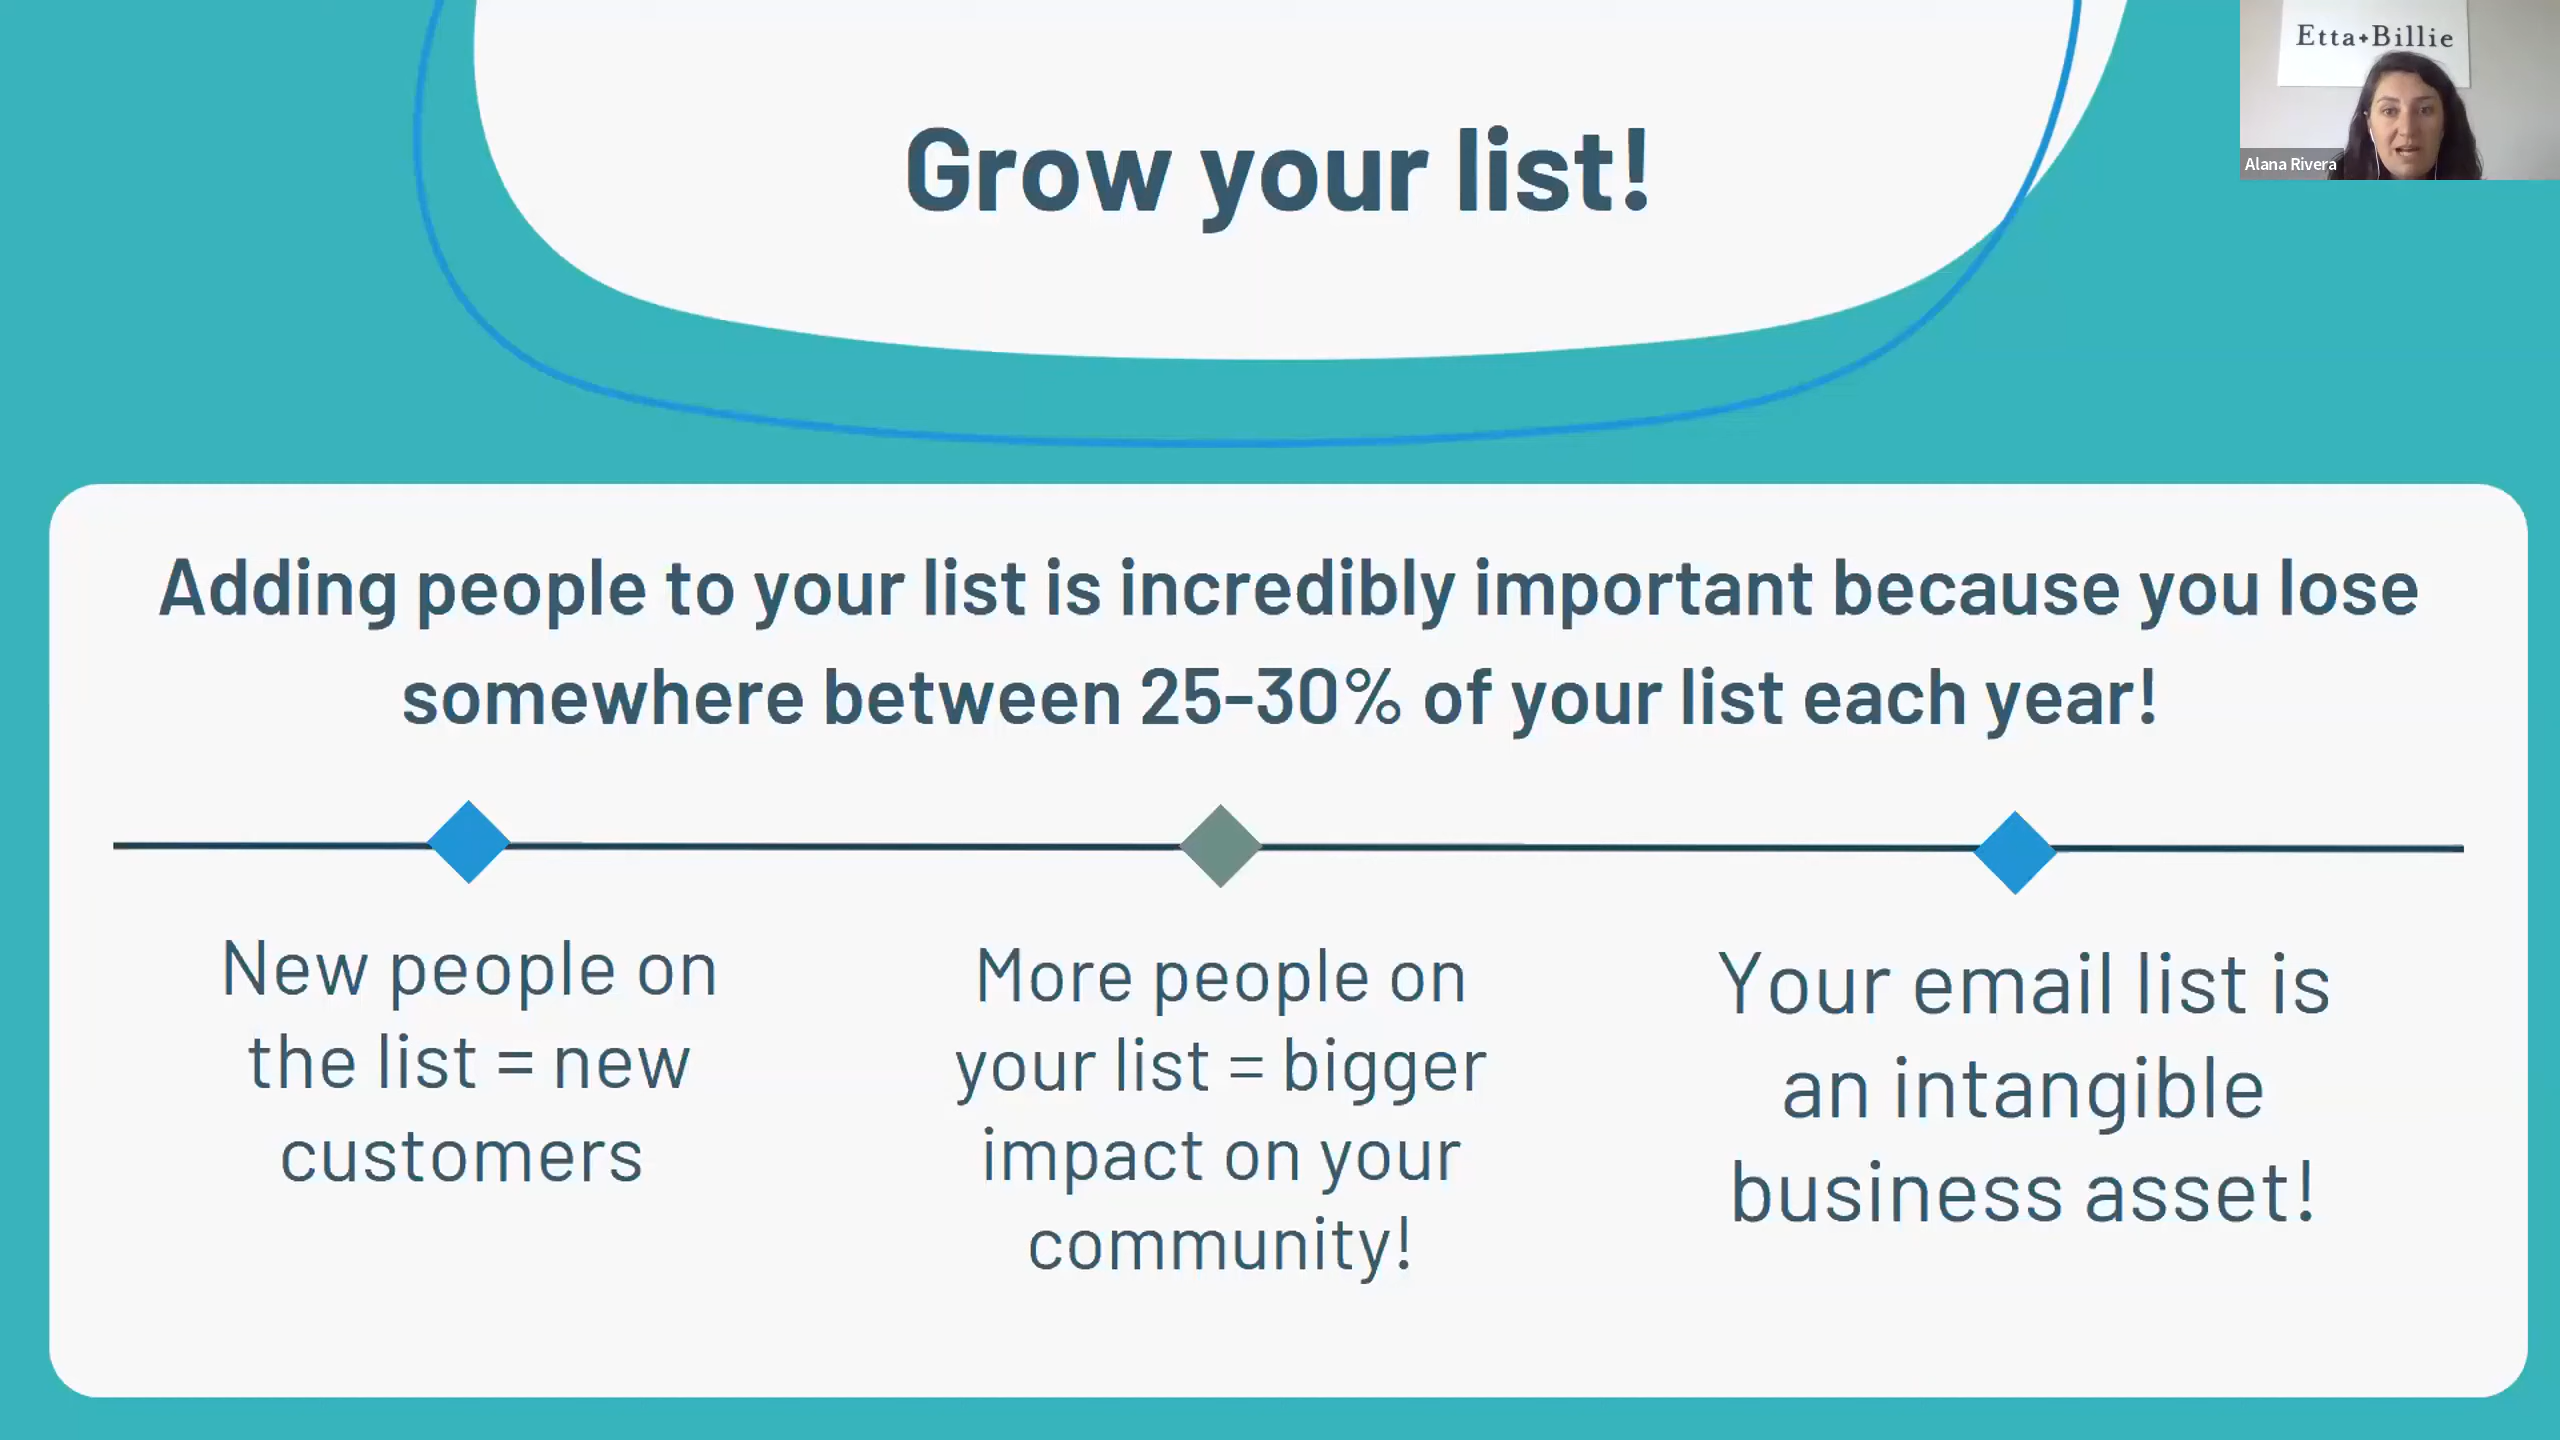 Grow your list!
Etta+Billie
Alana Rivera
Adding people to your list is incredibly important because you lose
somewhere between 25-30% of your list each year!
New people on
the list = new
customers
More people on
your list = bigger
impact on your
community!
Your email list is
an intangible
business asset!